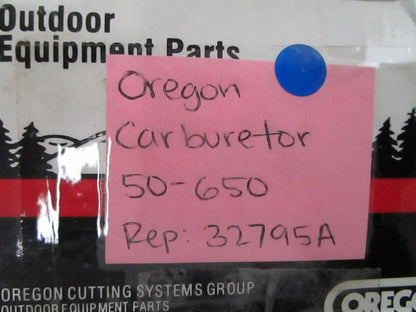 Outdoor
Equipment Parts
Oregon
Carburetor
50-650
Rep: 32795A
OREGON CUTTING SYSTEMS GROUP
OUTDOOR EQUIPMENT PARTS